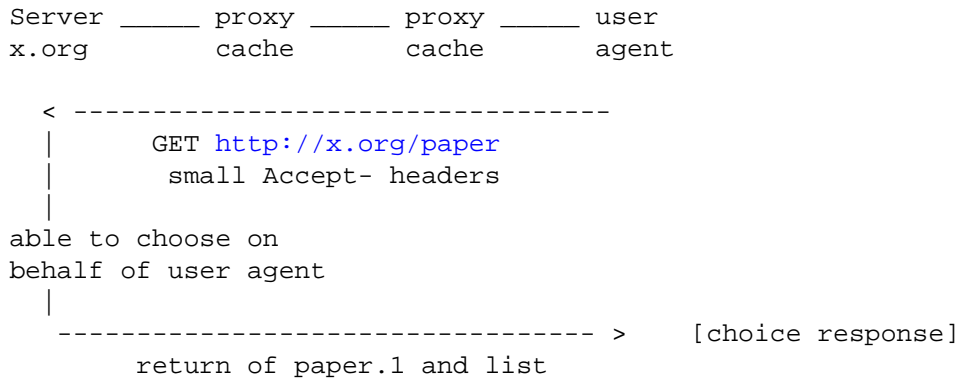 Server _____ proxy _____ proxy _____ user
x.org        cache       cache       agent
< ----------------------------------
|      GET http://x.org/paper
|       small Accept- headers
|
able to choose on
behalf of user agent
|
---------------------------------- >    [choice response]
return of paper.1 and list